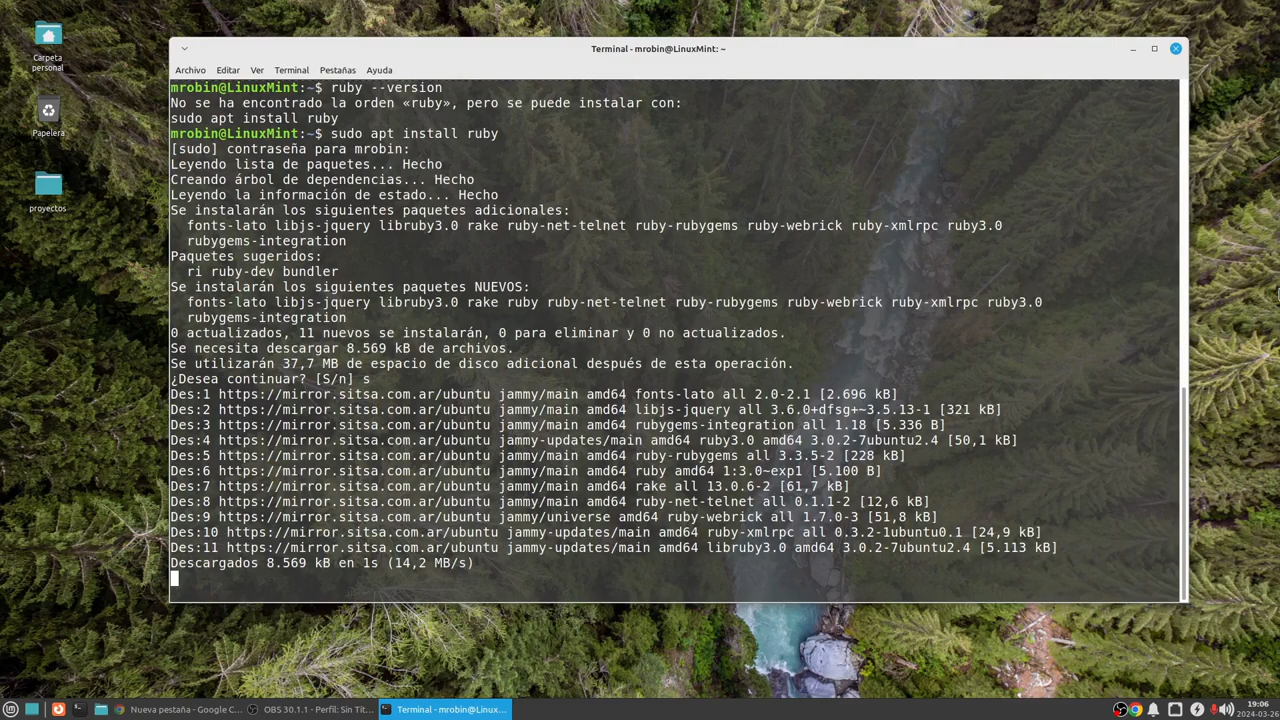 Carpeta
personal
Papelera
proyectos
Terminal - mrobin@LinuxMint: ~
Archivo Editar Ver Terminal Pestañas Ayuda
mrobin@LinuxMint:~$ ruby --version
No se ha encontrado la orden «ruby», pero se puede instalar con:
sudo apt install ruby
mrobin@LinuxMint:~$ sudo apt install ruby
[sudo] contraseña para mrobin:
Leyendo lista de paquetes... Hecho
Creando árbol de dependencias... Hecho
Leyendo la información de estado... Hecho
Se instalarán los siguientes paquetes adicionales:
fonts-lato libjs-jquery libruby3.0 rake ruby-net-telnet ruby-rubygems ruby-webrick ruby-xmlrpc ruby3.0
rubygems-integration
Paquetes sugeridos:
ri ruby-dev bundler
Se instalarán los siguientes paquetes NUEVOS:
fonts-lato libjs-jquery libruby3.0 rake ruby ruby-net-telnet ruby-rubygems ruby-webrick ruby-xmlrpc ruby3.0
rubygems-integration
0 actualizados, 11 nuevos se instalarán, 0 para eliminar y 0 no actualizados.
Se necesita descargar 8.569 kB de archivos.
Se utilizarán 37,7 MB de espacio de disco adicional después de esta operación.
¿Desea continuar? [S/n] s
Des:1 https://mirror.sitsa.com.ar/ubuntu jammy/main amd64 fonts-lato all 2.0-2.1 [2.696 kB]
Des:2 https://mirror.sitsa.com.ar/ubuntu jammy/main amd64 libjs-jquery all 3.6.0+dfsg+~3.5.13-1 [321 kB]
Des:3 https://mirror.sitsa.com.ar/ubuntu jammy/main amd64 rubygems-integration all 1.18 [5.336 B]
Des:4 https://mirror.sitsa.com.ar/ubuntu jammy-updates/main amd64 ruby3.0 amd64 3.0.2-7ubuntu2.4 [50,1 kB]
Des:5 https://mirror.sitsa.com.ar/ubuntu jammy/main amd64 ruby-rubygems all 3.3.5-2 [228 kB]
Des:6 https://mirror.sitsa.com.ar/ubuntu jammy/main amd64 ruby amd64 1:3.0~exp1 [5.100 B]
Des:7 https://mirror.sitsa.com.ar/ubuntu jammy/main amd64 rake all 13.0.6-2 [61,7 kB]
Des:8 https://mirror.sitsa.com.ar/ubuntu jammy/main amd64 ruby-net-telnet all 0.1.1-2 [12,6 kB]
Des:9 https://mirror.sitsa.com.ar/ubuntu jammy/universe amd64 ruby-webrick all 1.7.0-3 [51,8 kB]
Des:10 https://mirror.sitsa.com.ar/ubuntu jammy-updates/main amd64 ruby-xmlrpc all 0.3.2-1ubuntu0.1 [24,9 kB]
Des:11 https://mirror.sitsa.com.ar/ubuntu jammy-updates/main amd64 libruby3.0 amd64 3.0.2-7ubuntu2.4 [5.113 kB]
Descargados 8.569 kB en 1s (14,2 MB/s)
Nueva pestaña - Google C... OBS 30.1.1 - Perfil: Sin Tít... Terminal - mrobin@Linux...
19:06
2024-03-26